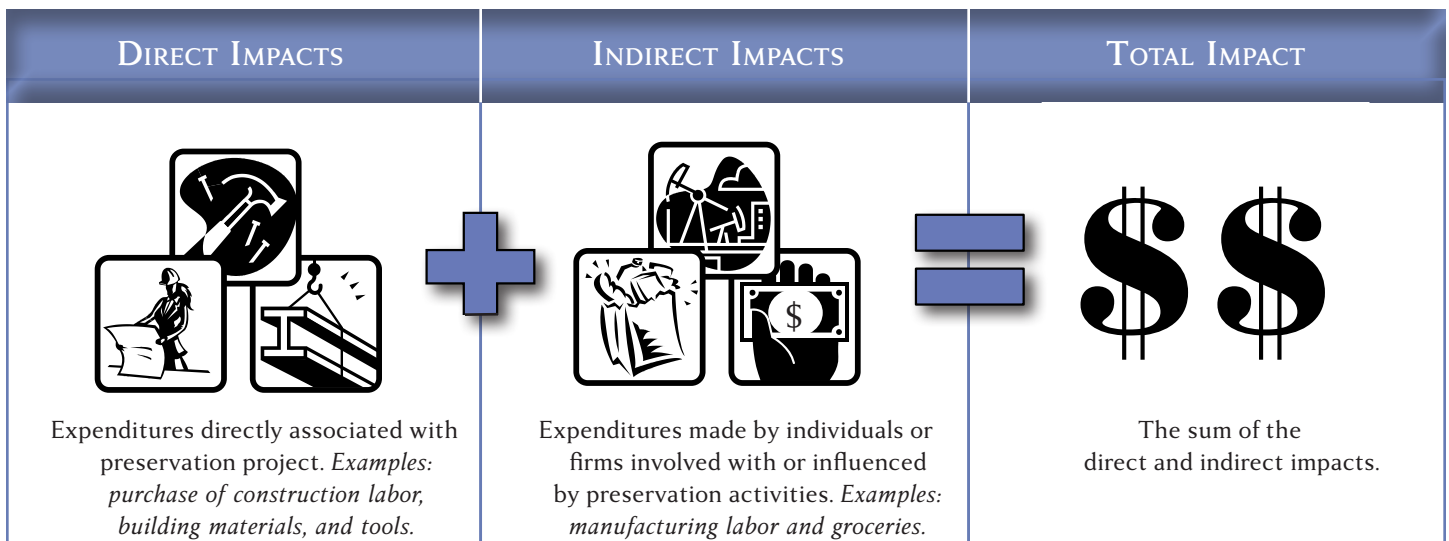 Direct Impacts
Indirect Impacts
Total Impact
$
$ $
Expenditures directly associated with
preservation project. Examples:
purchase of construction labor,
building materials, and tools.
Expenditures made by individuals or
firms involved with or influenced
by preservation activities. Examples:
manufacturing labor and groceries.
The sum of the
direct and indirect impacts.